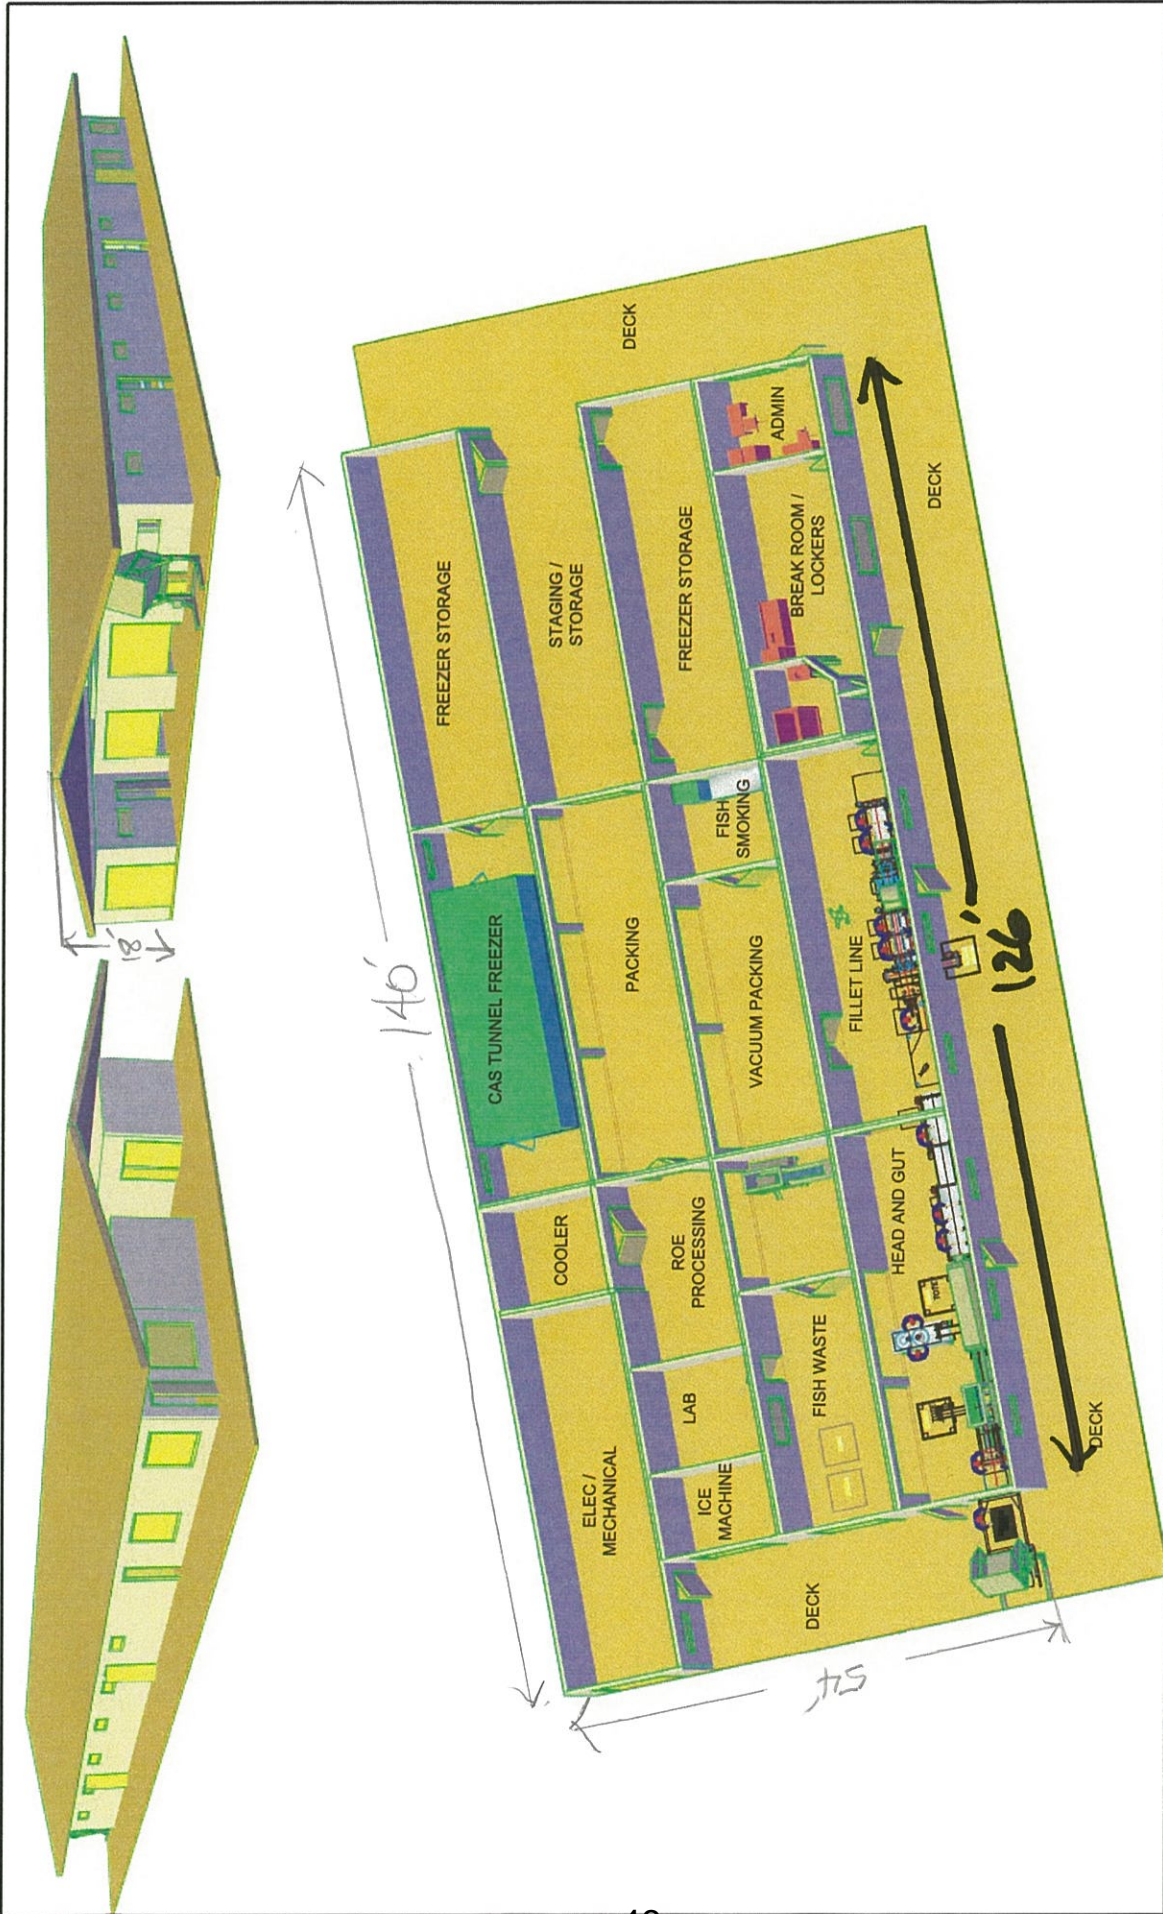 8'
140'
FREEZER STORAGE
STAGING /
STORAGE
FREEZER STORAGE
BREAK ROOM /
LOCKERS
ADMIN
DECK
DECK
CAS TUNNEL FREEZER
PACKING
VACUUM PACKING
FISH
SMOKING
FILLET LINE
126'
COOLER
ROE
PROCESSING
HEAD AND GUT
ELEC /
MECHANICAL
LAB
ICE
MACHINE
FISH WASTE
TOTE
DECK
DECK
54'